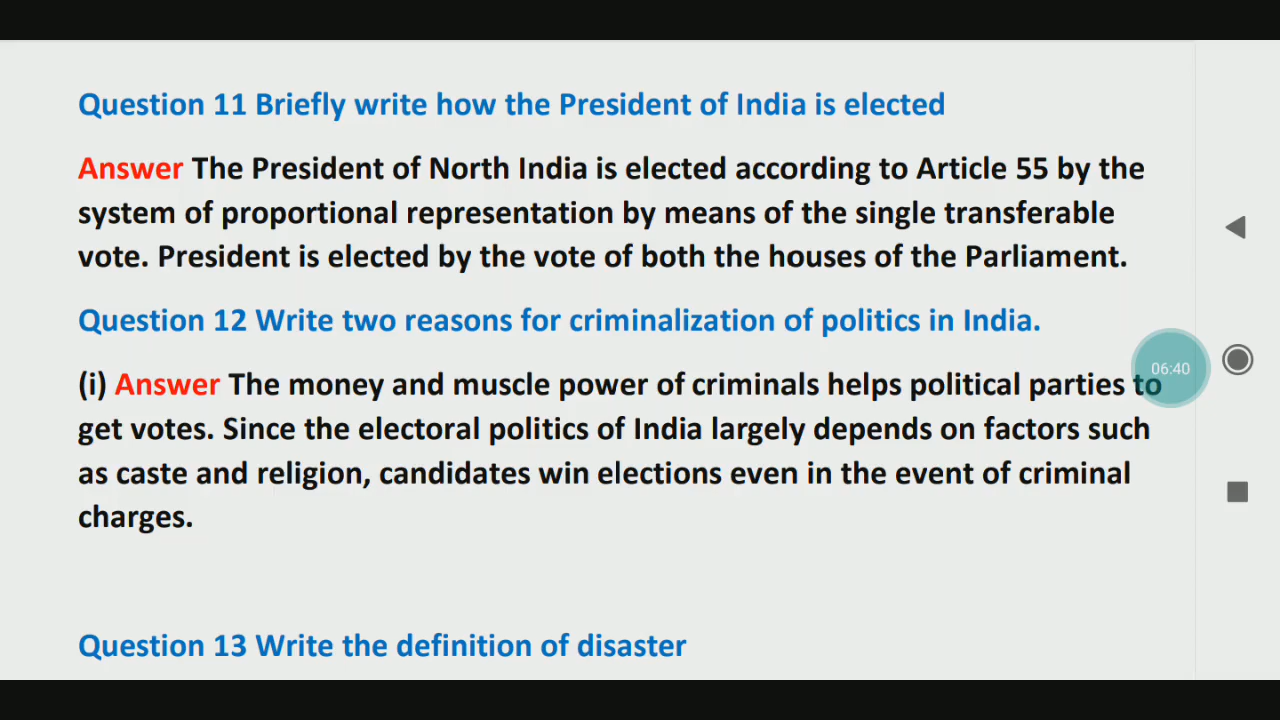 Question 11 Briefly write how the President of India is elected
Answer The President of North India is elected according to Article 55 by the
system of proportional representation by means of the single transferable
vote. President is elected by the vote of both the houses of the Parliament.
Question 12 Write two reasons for criminalization of politics in India.
(i) Answer The money and muscle power of criminals helps political parties to
06:40
get votes. Since the electoral politics of India largely depends on factors such
as caste and religion, candidates win elections even in the event of criminal
charges.
Question 13 Write the definition of disaster